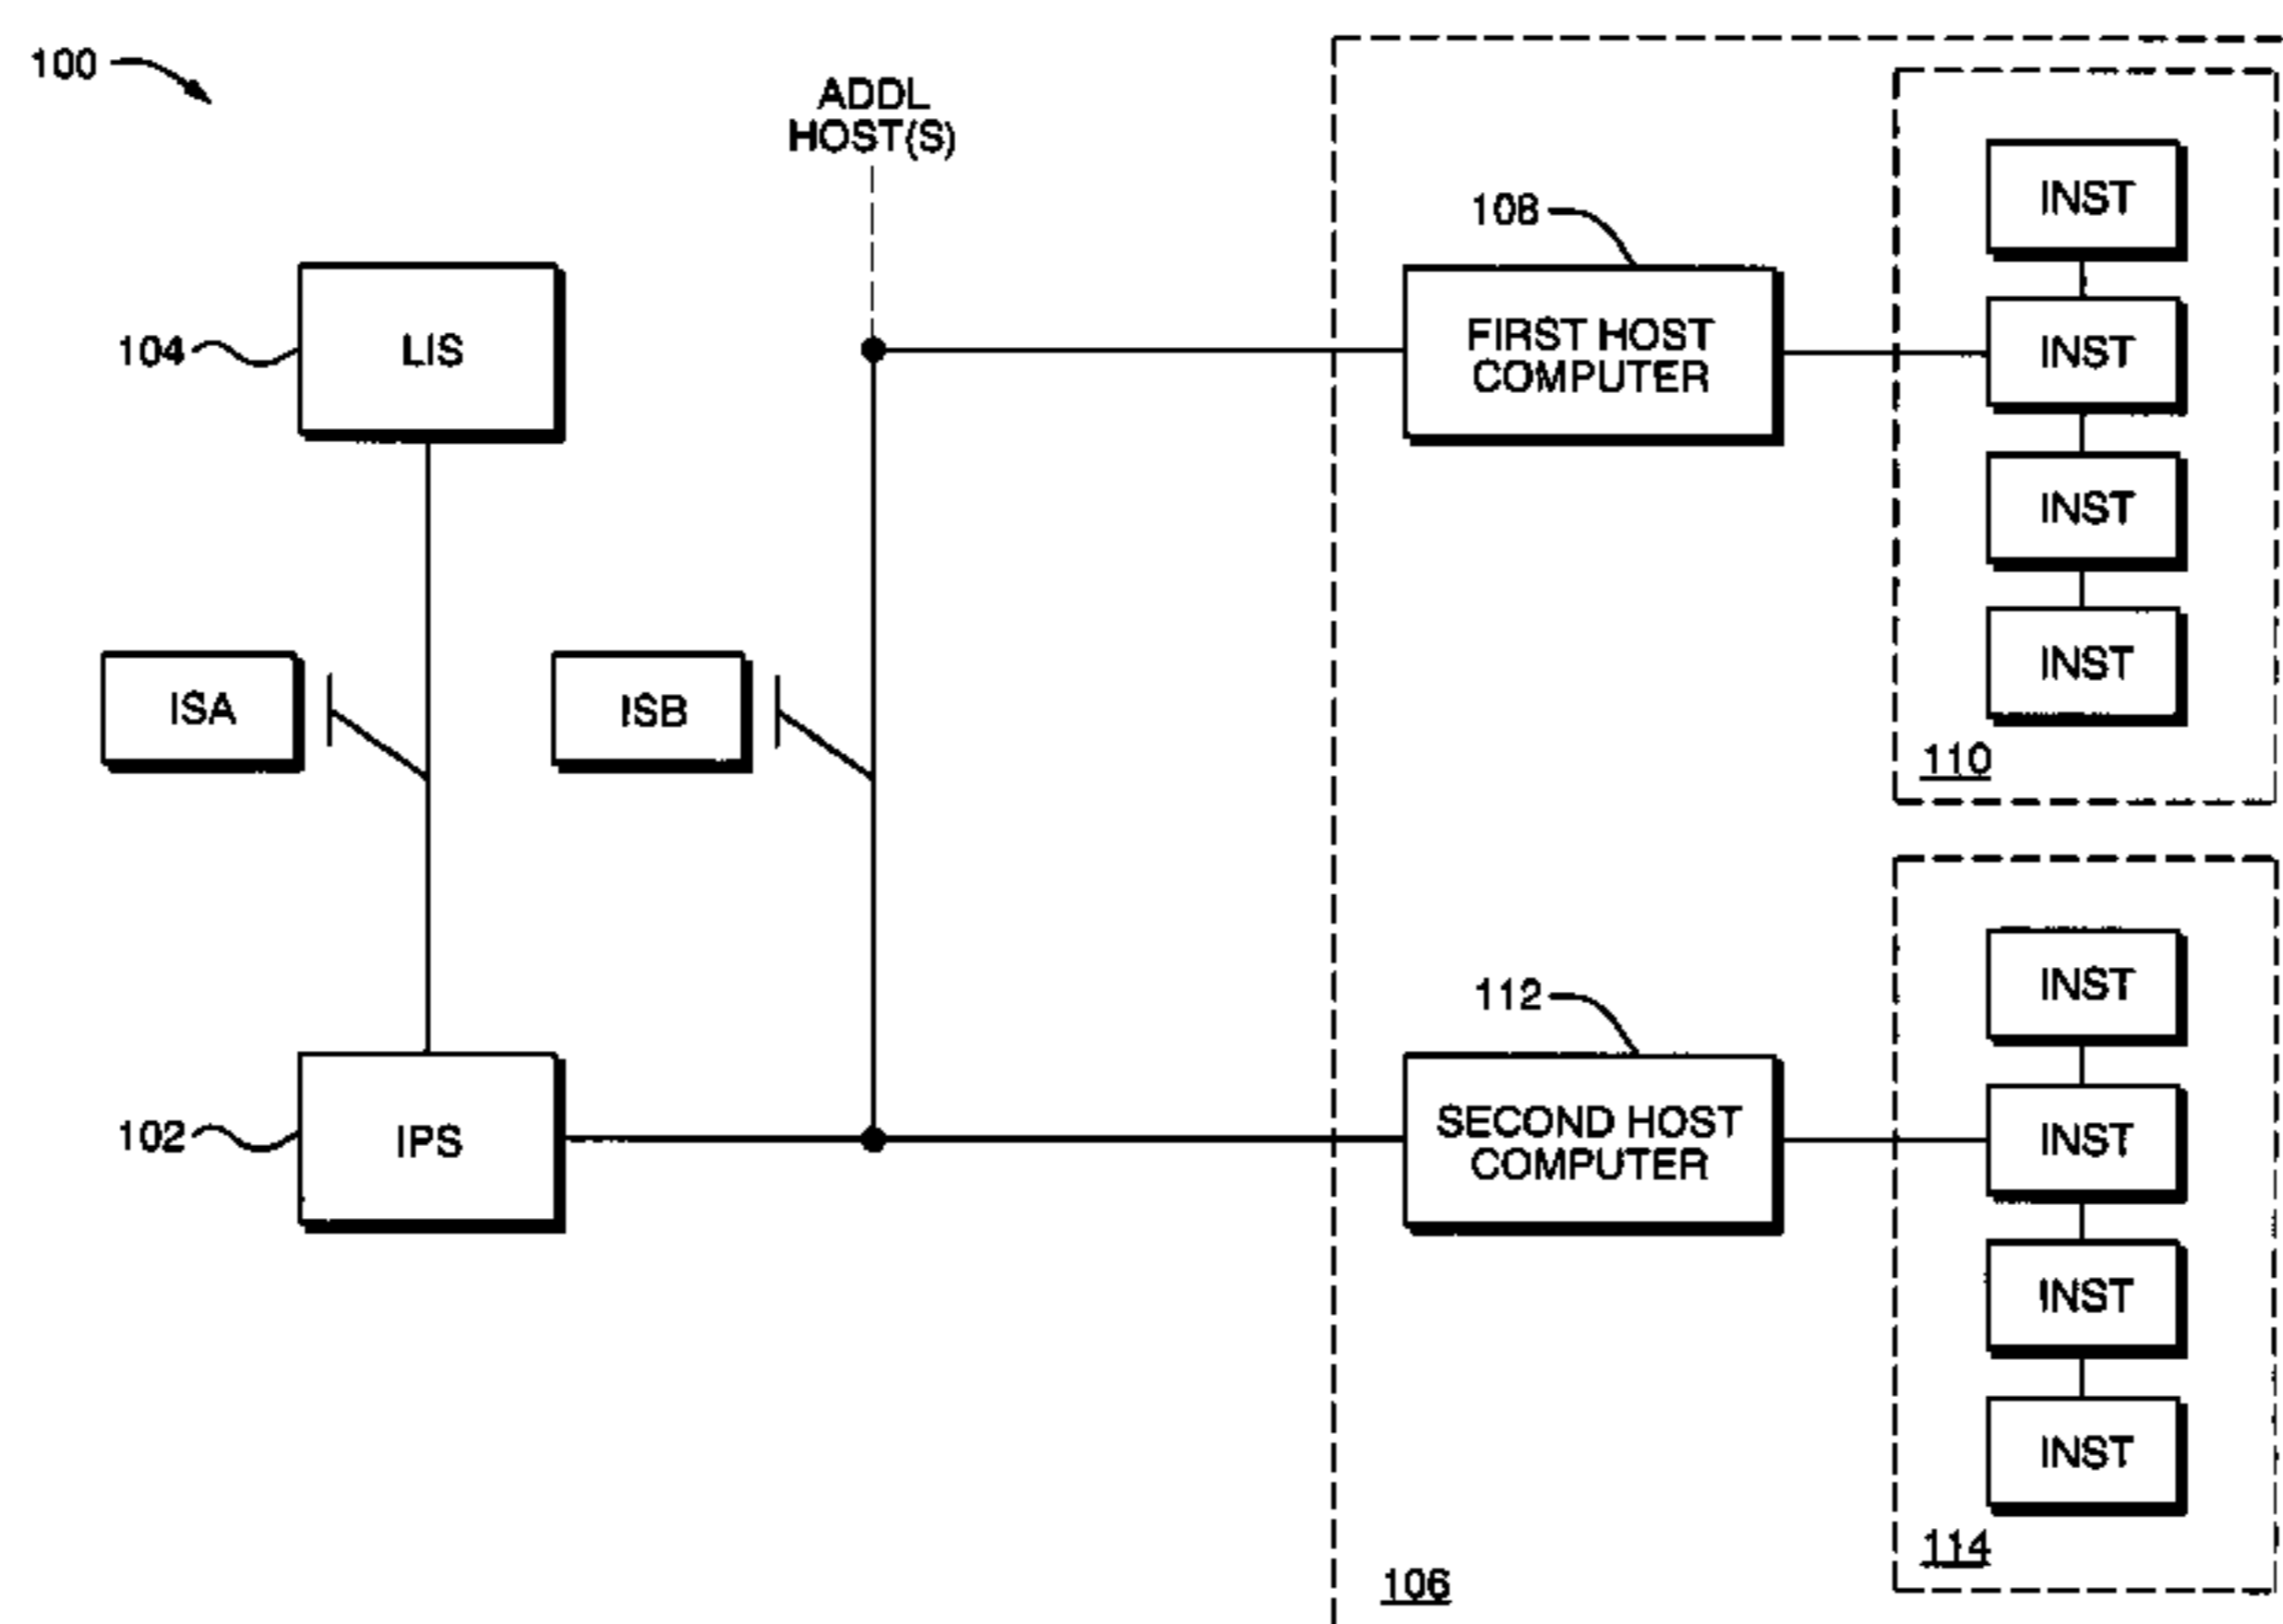 100
ADDL
HOST(S)
108
INST
104
LIS
FIRST HOST
COMPUTER
INST
INST
ISA
ISB
INST
110
112
INST
102
IPS
SECOND HOST
COMPUTER
INST
INST
INST
114
106